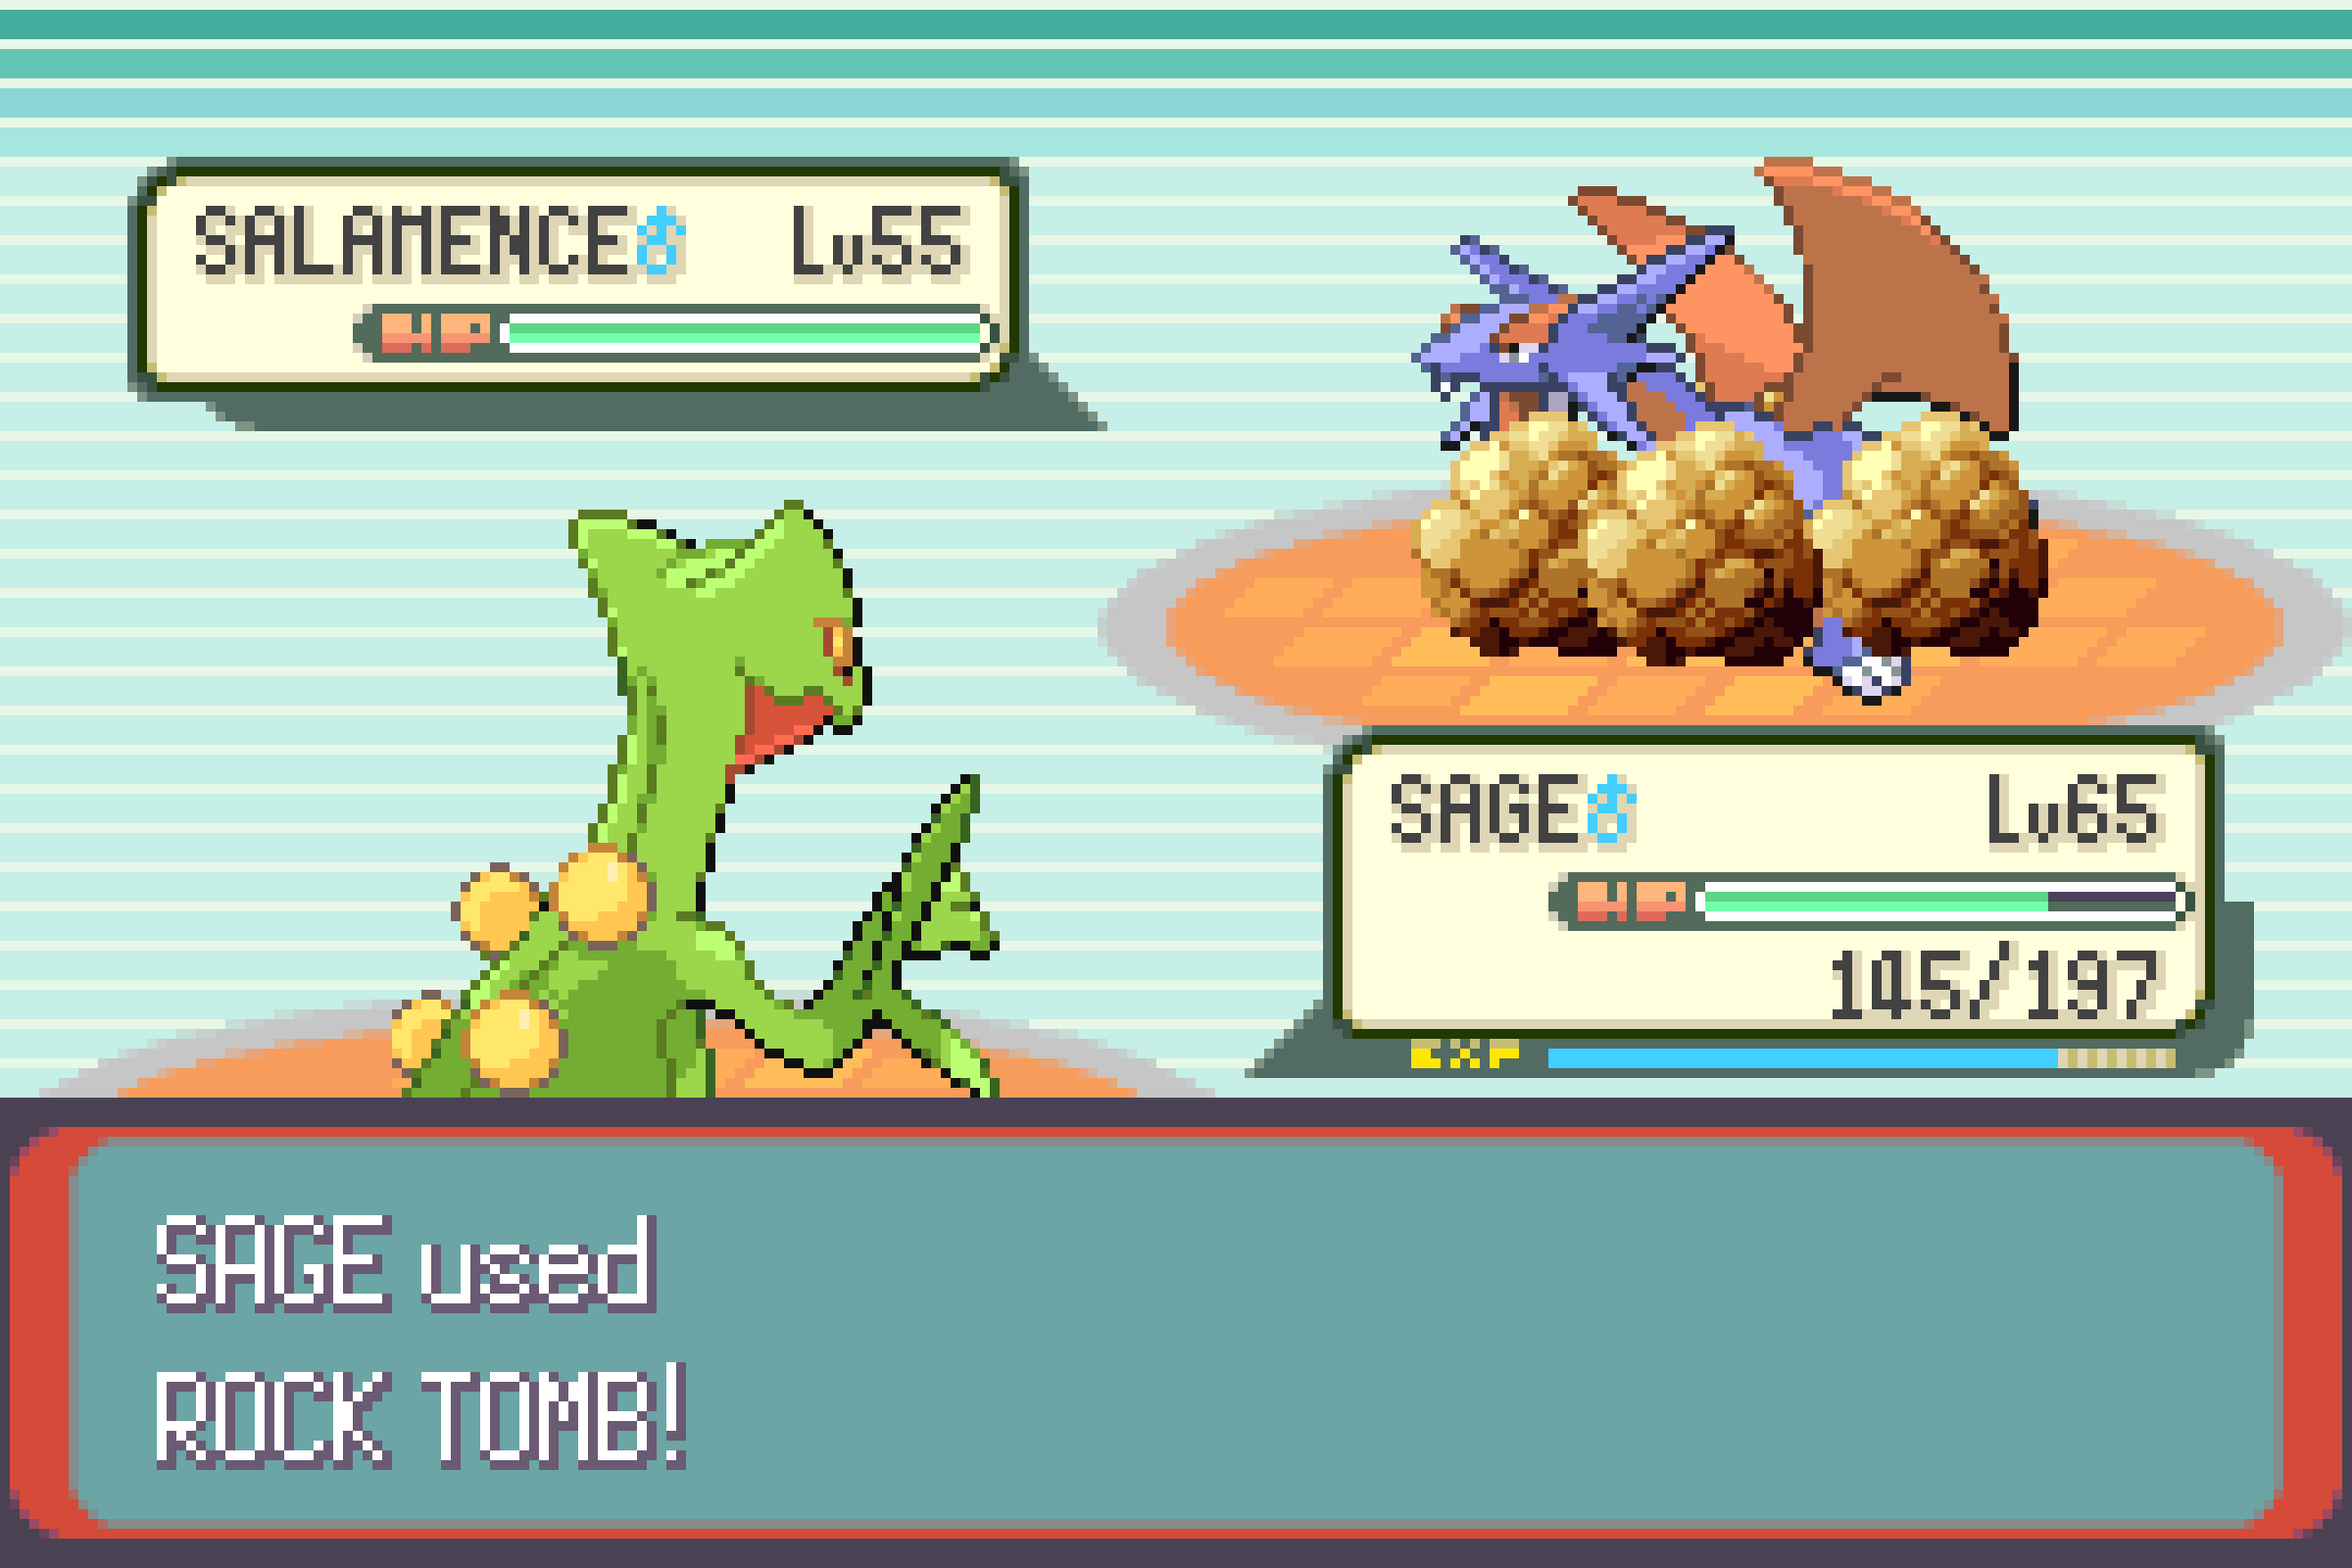 SALAMENCE♂ Lv55
HP
SAGE♂ Lv65
HP
145/197
EXP
SAGE used
ROCK TOMB!